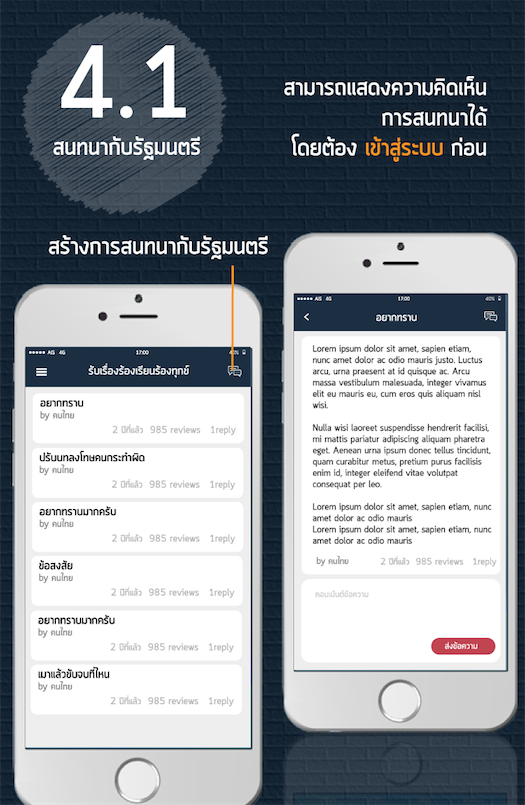 4.1
สนทนากับรัฐมนตรี
สามารถแสดงความคิดเห็น
การสนทนาได้
โดยต้อง เข้าสู่ระบบ ก่อน
สร้างการสนทนากับรัฐมนตรี
AIS 4G 17:00 40%
รับเรื่องร้องเรียนร้องทุกข์
อยากทราบ
by คนไทย
2 ปีที่แล้ว 985 reviews 1reply
ปรับบทลงโทษคนกระทำผิด
by คนไทย
2 ปีที่แล้ว 985 reviews 1reply
อยากทราบมากครับ
by คนไทย
2 ปีที่แล้ว 985 reviews 1reply
ข้อสงสัย
by คนไทย
2 ปีที่แล้ว 985 reviews 1reply
อยากทราบมากครับ
by คนไทย
2 ปีที่แล้ว 985 reviews 1reply
เมาแล้วขับจบที่ไหน
by คนไทย
2 ปีที่แล้ว 985 reviews 1reply
AIS 4G 17:00 40%
อยากทราบ
Lorem ipsum dolor sit amet, sapien etiam,
nunc amet dolor ac odio mauris justo. Luctus
arcu, urna praesent at id quisque ac. Arcu
massa vestibulum malesuada, integer vivamus
elit eu mauris eu, cum eros quis aliquam nisl
wisi.
Nulla wisi laoreet suspendisse hendrerit facilisi,
mi mattis pariatur adipiscing aliquam pharetra
eget. Aenean urna ipsum donec tellus tincidunt,
quam curabitur metus, pretium purus facilisis
enim id, integer eleifend vitae volutpat
consequat per leo.
Lorem ipsum dolor sit amet, sapien etiam, nunc
amet dolor ac odio mauris
Lorem ipsum dolor sit amet, sapien etiam, nunc
amet dolor ac odio mauris
by คนไทย 2 ปีที่แล้ว 985 reviews 1reply
คอมเม้นต์ข้อความ
ส่งข้อความ